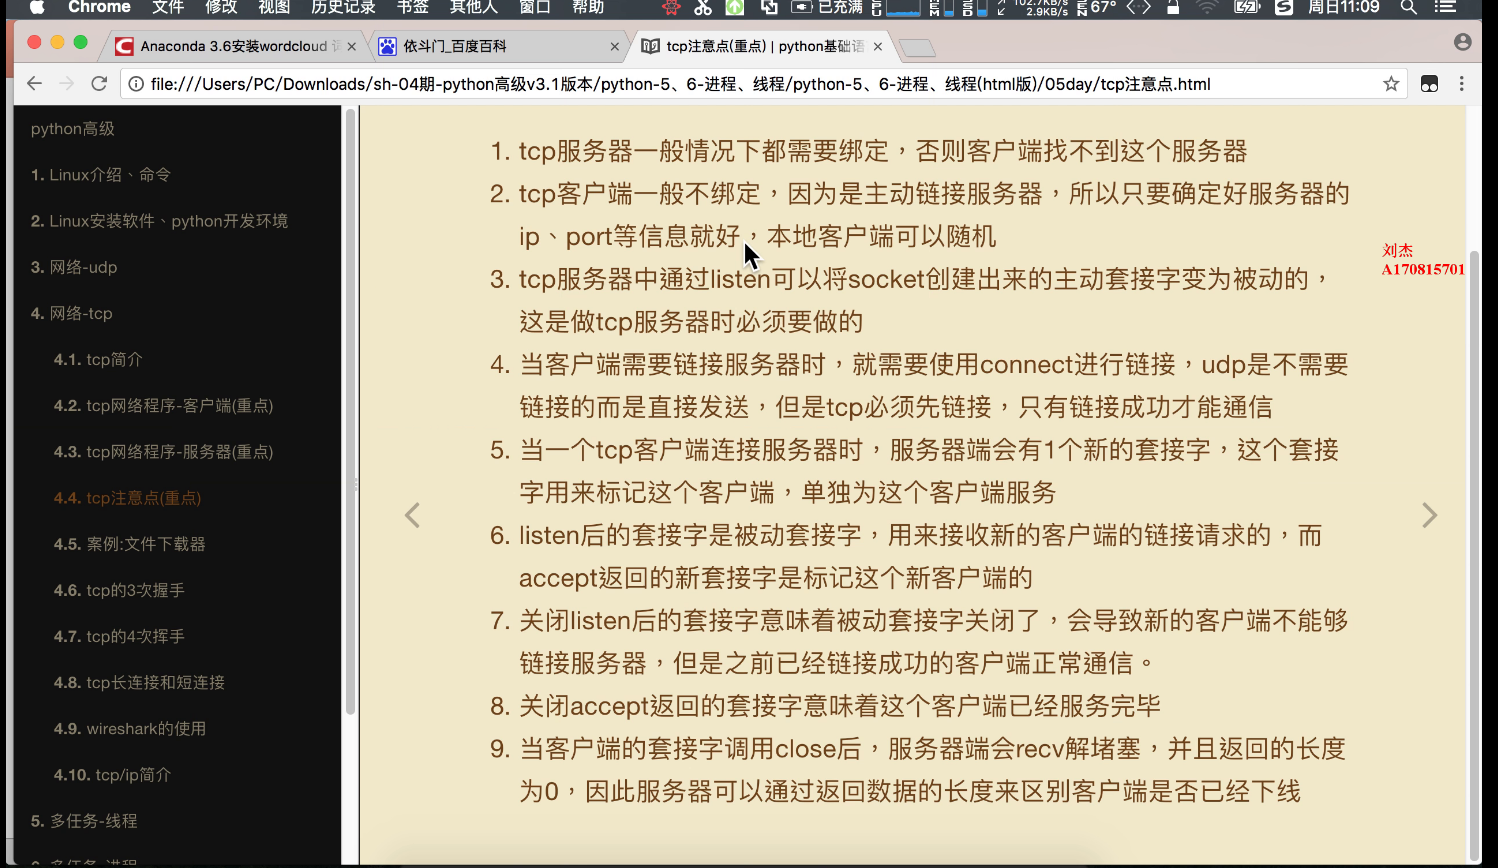 Chrome 文件 修改 视图 历史记录 书签 其他人 窗口 帮助 已充满 102.7KB/s 2.9KB/s 67° 周日11:09
Anaconda 3.6安装wordcloud
依斗门_百度百科
tcp注意点(重点) | python基础语
file:///Users/PC/Downloads/sh-04期-python高级v3.1版本/python-5、6-进程、线程/python-5、6-进程、线程(html版)/05day/tcp注意点.html
python高级
1. Linux介绍、命令
2. Linux安装软件、python开发环境
3. 网络-udp
4. 网络-tcp
4.1. tcp简介
4.2. tcp网络程序-客户端(重点)
4.3. tcp网络程序-服务器(重点)
4.4. tcp注意点(重点)
4.5. 案例:文件下载器
4.6. tcp的3次握手
4.7. tcp的4次挥手
4.8. tcp长连接和短连接
4.9. wireshark的使用
4.10. tcp/ip简介
5. 多任务-线程
1. tcp服务器一般情况下都需要绑定，否则客户端找不到这个服务器
2. tcp客户端一般不绑定，因为是主动链接服务器，所以只要确定好服务器的
ip、port等信息就好，本地客户端可以随机
3. tcp服务器中通过listen可以将socket创建出来的主动套接字变为被动的，
这是做tcp服务器时必须要做的
4. 当客户端需要链接服务器时，就需要使用connect进行链接，udp是不需要
链接的而是直接发送，但是tcp必须先链接，只有链接成功才能通信
5. 当一个tcp客户端连接服务器时，服务器端会有1个新的套接字，这个套接
字用来标记这个客户端，单独为这个客户端服务
6. listen后的套接字是被动套接字，用来接收新的客户端的链接请求的，而
accept返回的新套接字是标记这个新客户端的
7. 关闭listen后的套接字意味着被动套接字关闭了，会导致新的客户端不能够
链接服务器，但是之前已经链接成功的客户端正常通信。
8. 关闭accept返回的套接字意味着这个客户端已经服务完毕
9. 当客户端的套接字调用close后，服务器端会recv解堵塞，并且返回的长度
为0，因此服务器可以通过返回数据的长度来区别客户端是否已经下线
刘杰
A170815701